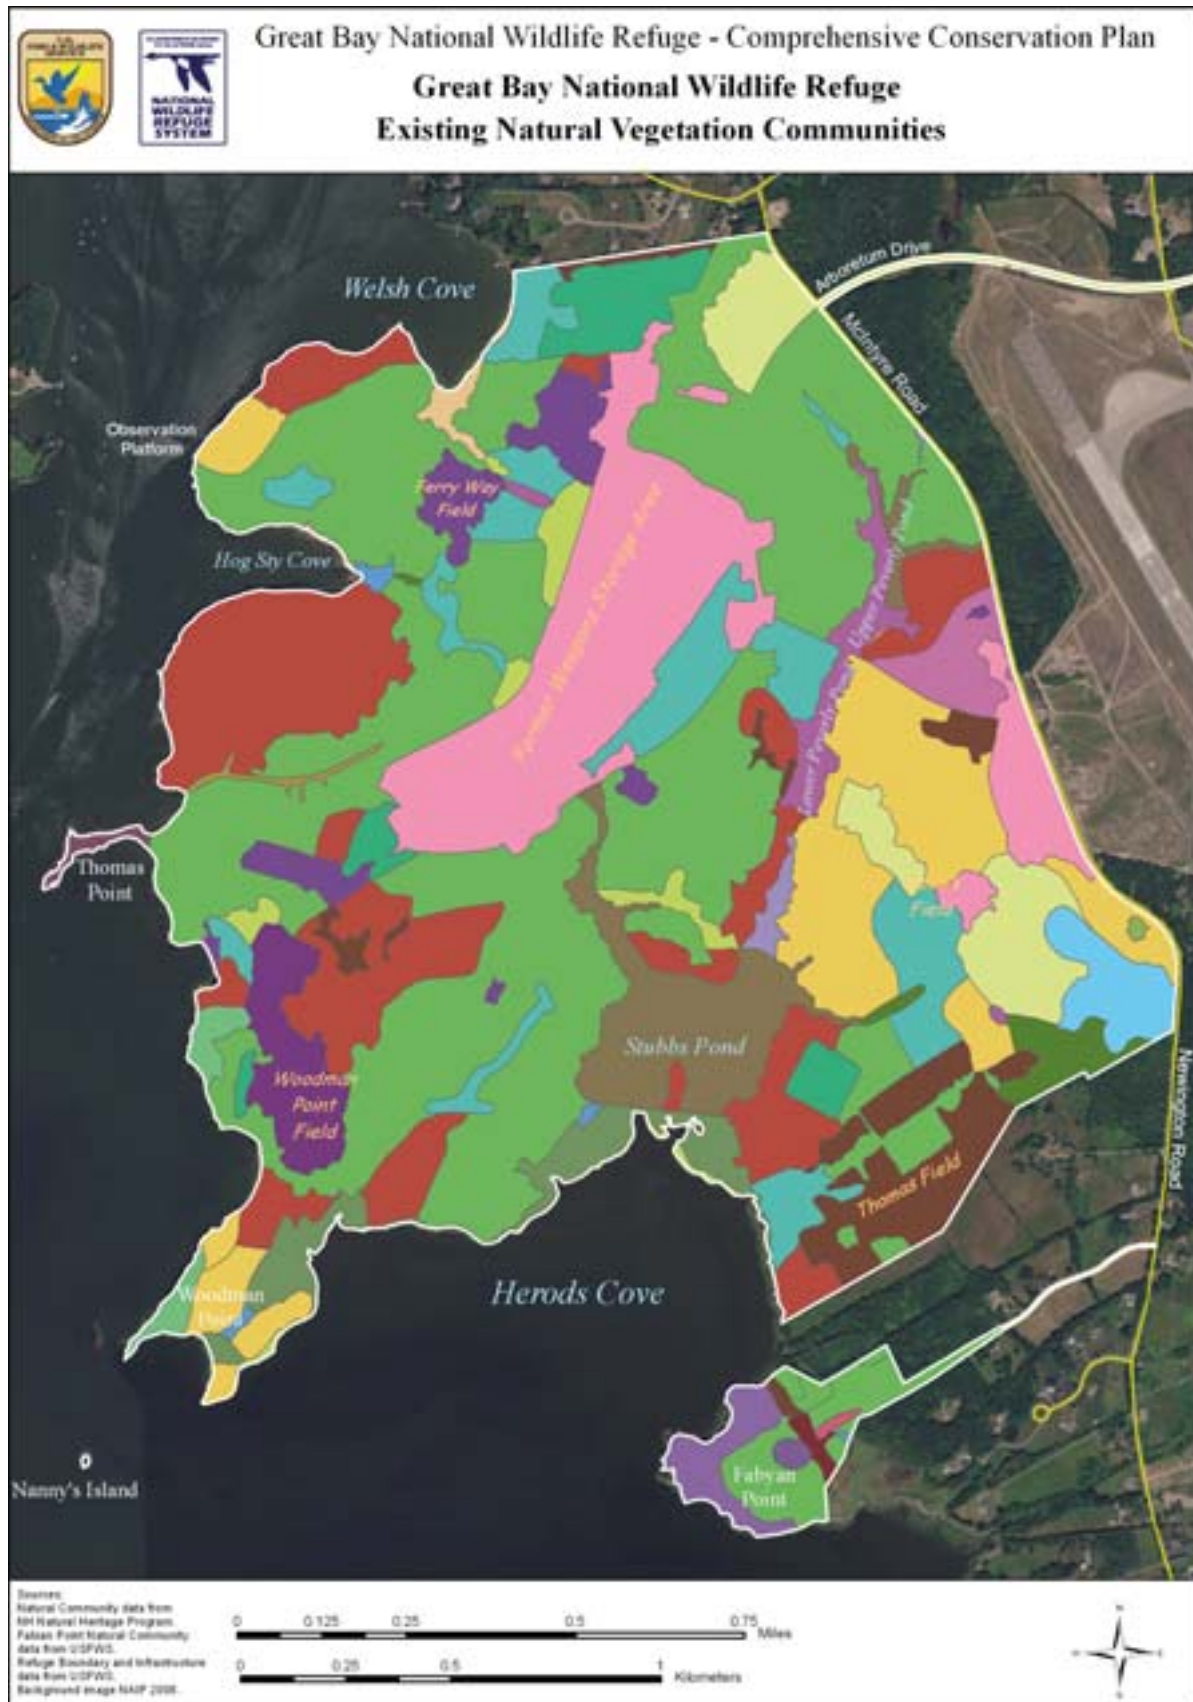 Great Bay National Wildlife Refuge - Comprehensive Conservation Plan
Great Bay National Wildlife Refuge
Existing Natural Vegetation Communities
NATIONAL
WILDLIFE
REFUGE
SYSTEM
Arboretum Drive
Welsh Cove
McIntyre Road
Observation
Platform
Ferry Way
Field
Former Weapons Storage Area
Upper Peverly Pond
Hog Sty Cove
Lower Peverly Pond
Thomas
Point
Field
Stubbs Pond
Woodman
Point
Field
Newington Road
Thomas Field
Herods Cove
Woodman
Point
Fabyan
Point
Nanny's Island
Sources:
Natural Community data from
NH Natural Heritage Program.
Fabian Point Natural Community
data from USFWS.
Refuge Boundary and Infrastructure
data from USFWS.
Background image NAIP
0 0.125 0.25 0.5 0.75
Miles
0 0.25 0.5 1
Kilometers